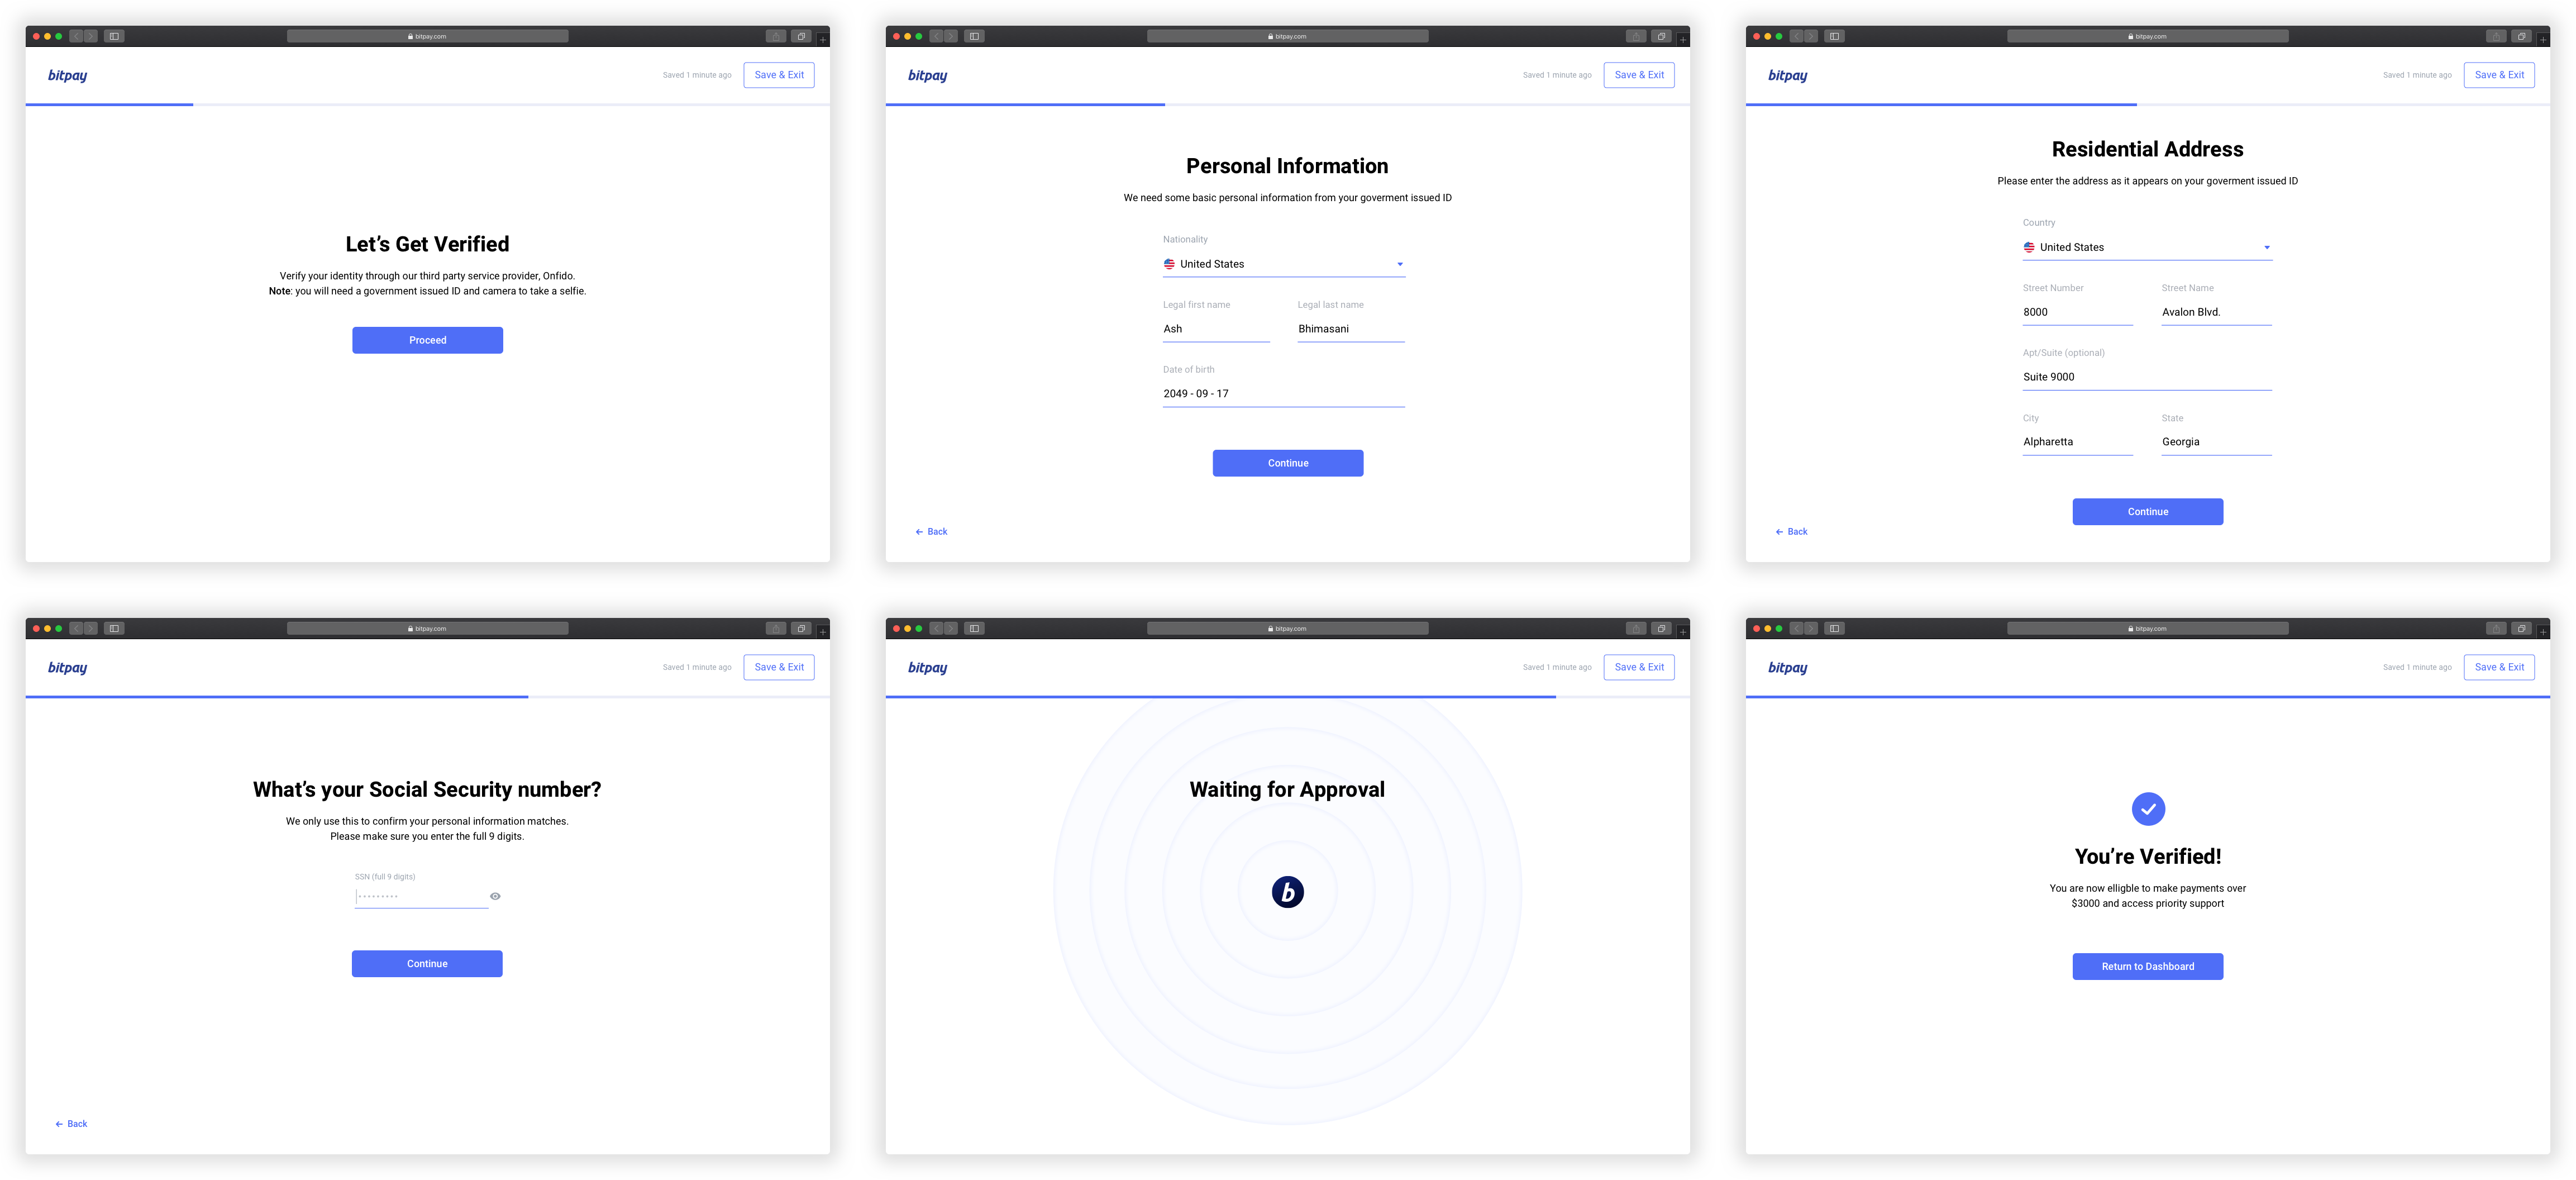 bitpay.com
bitpay
Saved 1 minute ago
Save & Exit
Let's Get Verified
Verify your identity through our third party service provider, Onfido.
Note: you will need a government issued ID and camera to take a selfie.
Proceed
bitpay.com
bitpay
Saved 1 minute ago
Save & Exit
Personal Information
We need some basic personal information from your goverment issued ID
Nationality
United States
Legal first name
Legal last name
Ash
Bhimasani
Date of birth
2049 - 09 - 17
Continue
Back
bitpay.com
bitpay
Saved 1 minute ago
Save & Exit
Residential Address
Please enter the address as it appears on your goverment issued ID
Country
United States
Street Number
Street Name
8000
Avalon Blvd.
Apt/Suite (optional)
Suite 9000
City
State
Alpharetta
Georgia
Continue
Back
bitpay.com
bitpay
Saved 1 minute ago
Save & Exit
What's your Social Security number?
We only use this to confirm your personal information matches.
Please make sure you enter the full 9 digits.
SSN (full 9 digits)
Continue
Back
bitpay.com
bitpay
Saved 1 minute ago
Save & Exit
Waiting for Approval
b
bitpay.com
bitpay
Saved 1 minute ago
Save & Exit
You're Verified!
You are now elligble to make payments over
$3000 and access priority support
Return to Dashboard